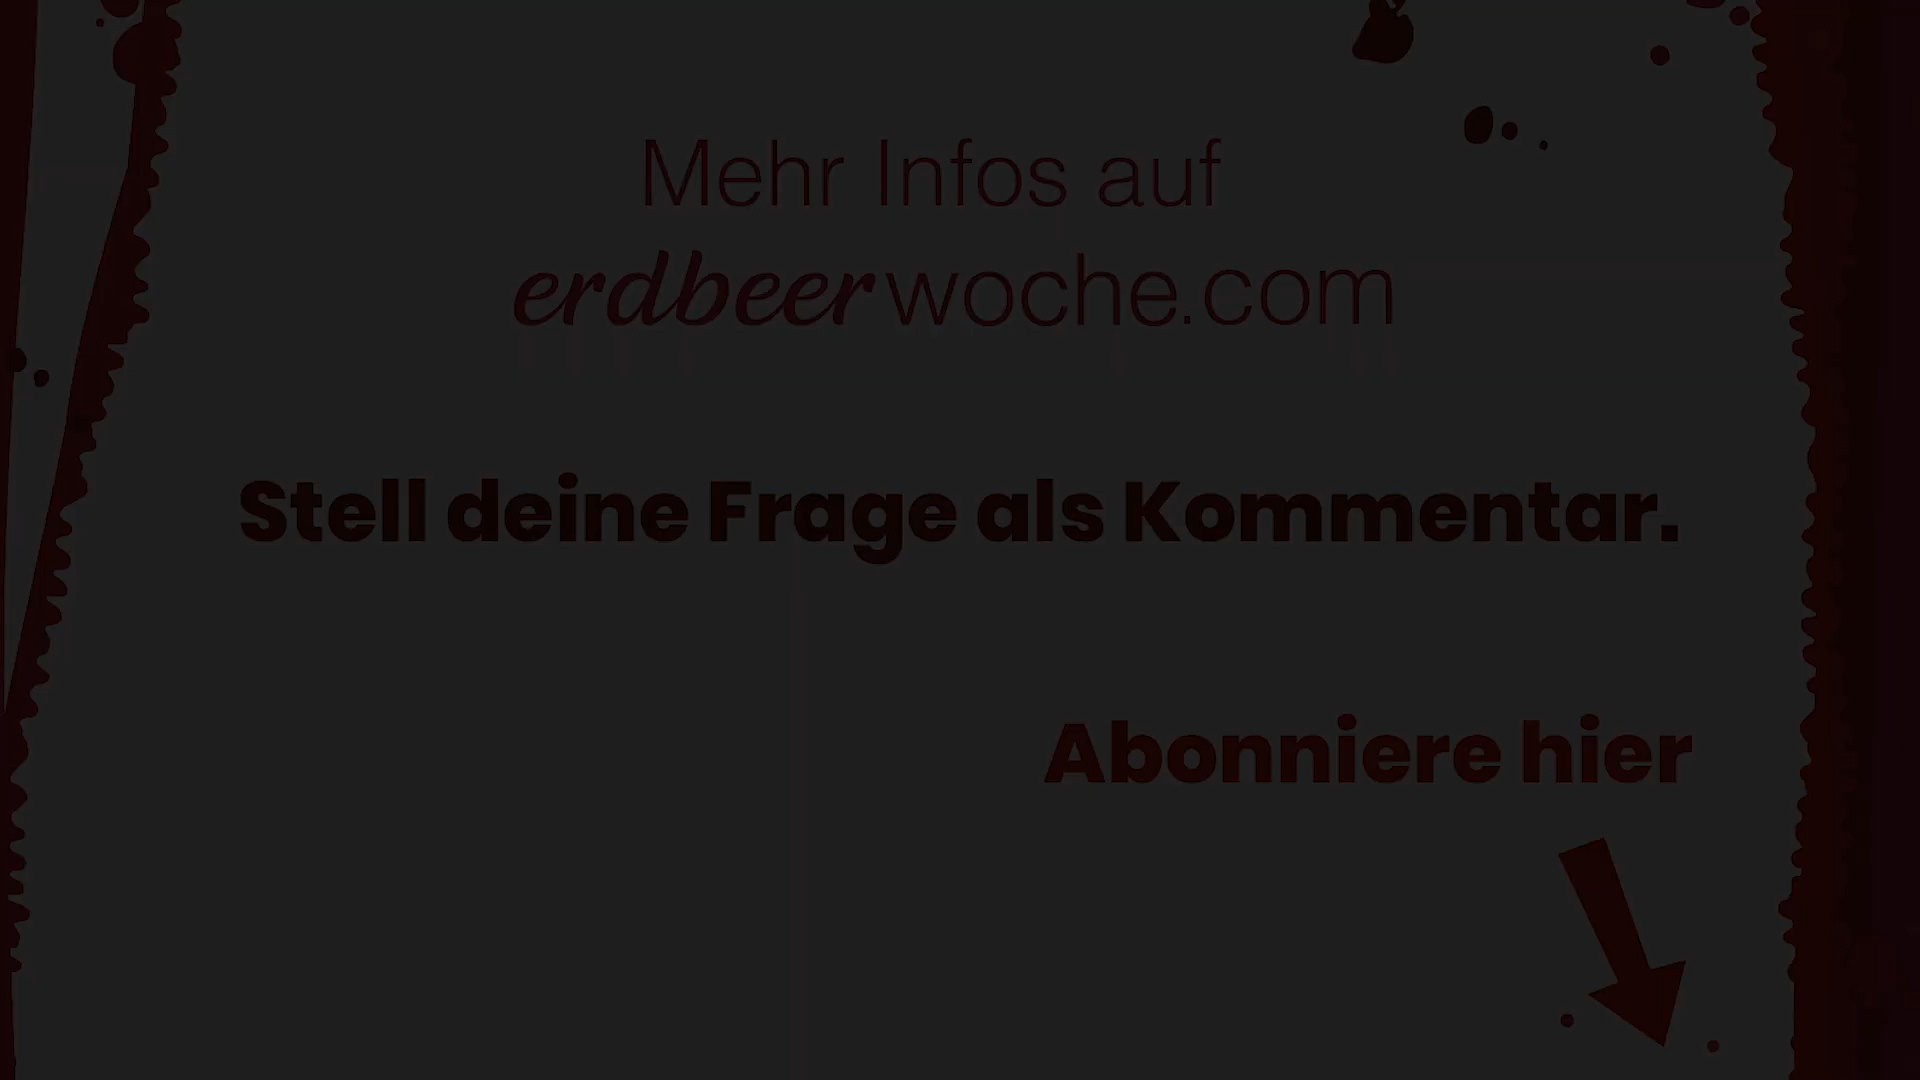 Mehr Infos auf
erdbeerwoche.com
Stell deine Frage als Kommentar.
Abonniere hier